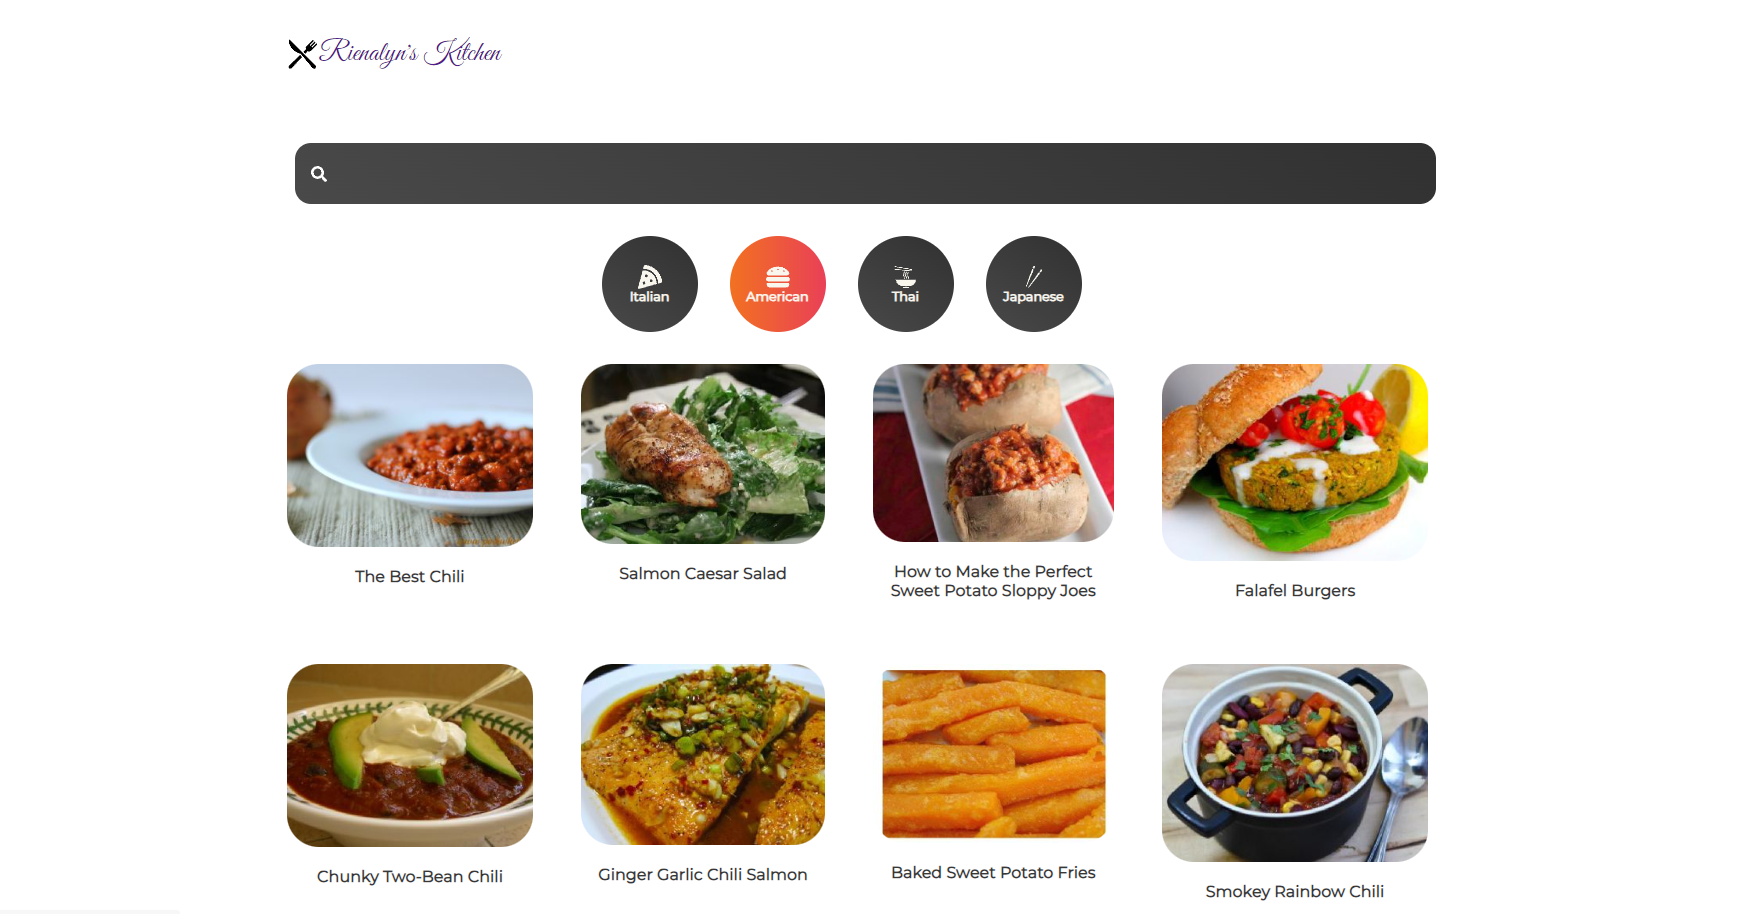 Rienalyn's Kitchen
Italian
American
Thai
Japanese
The Best Chili
Salmon Caesar Salad
How to Make the Perfect
Sweet Potato Sloppy Joes
Falafel Burgers
Chunky Two-Bean Chili
Ginger Garlic Chili Salmon
Baked Sweet Potato Fries
Smokey Rainbow Chili